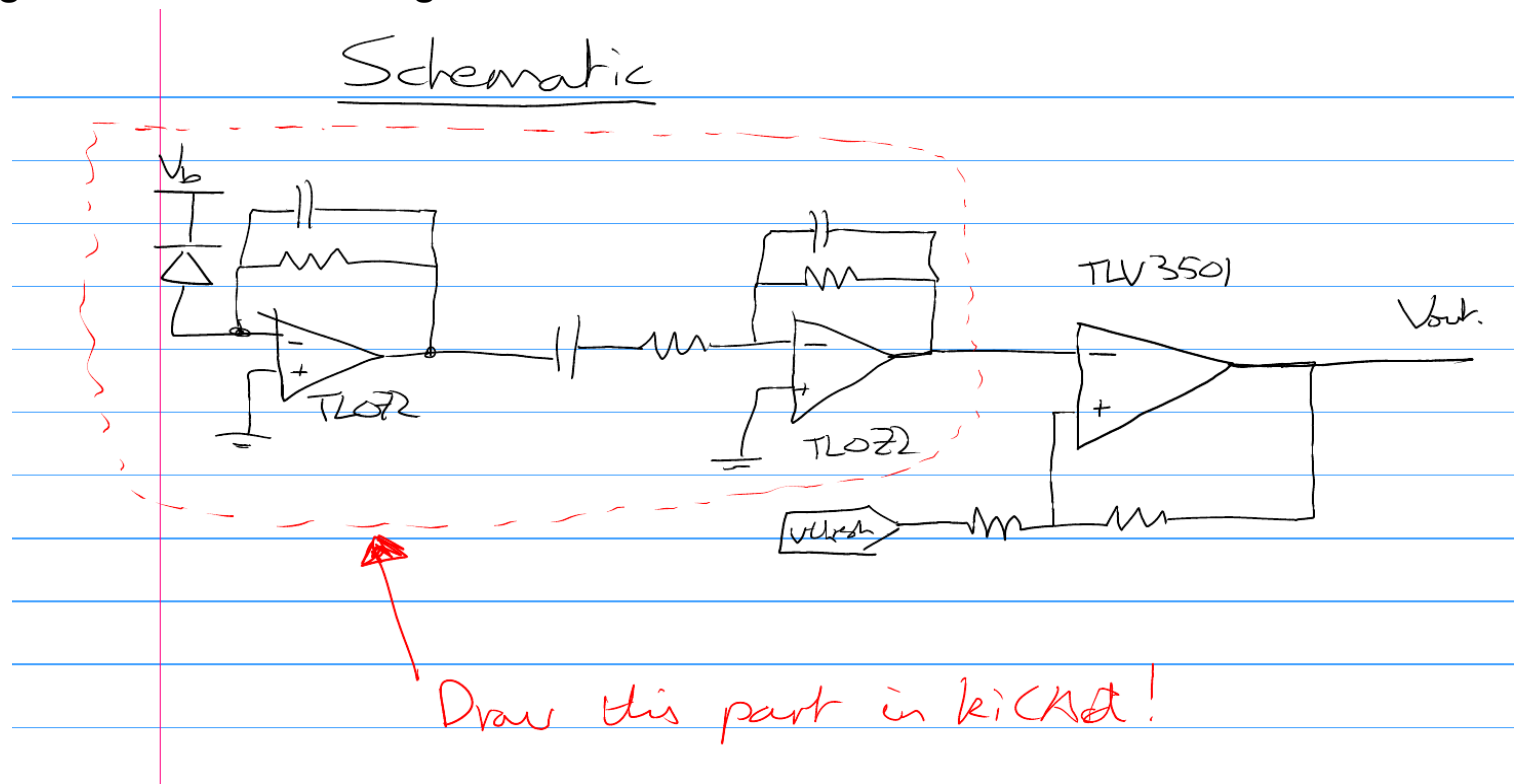 Schematic
Vb
TLV3501
Vout.
-
+
-
+
-
+
TL072
TL072
Vthresh
Draw this part in kiCAd!